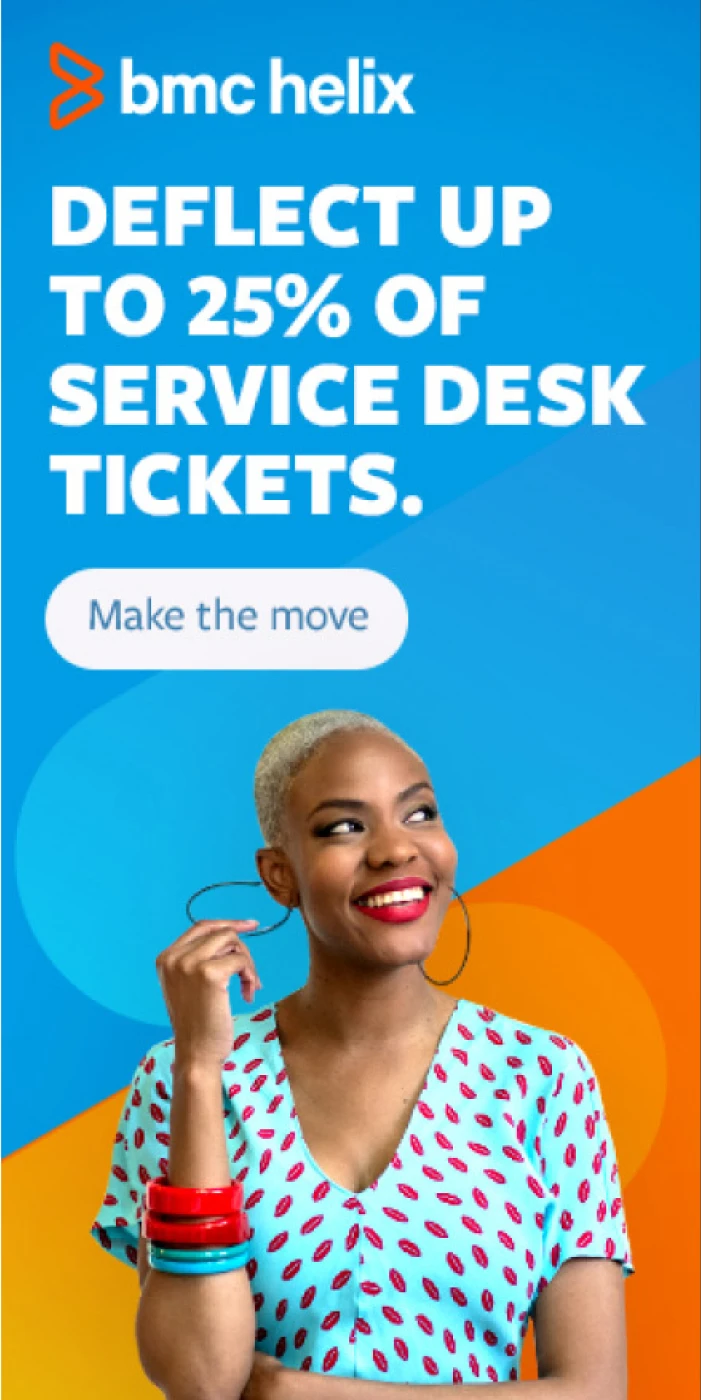 bmc helix
DEFLECT UP
TO 25% OF
SERVICE DESK
TICKETS.
Make the move